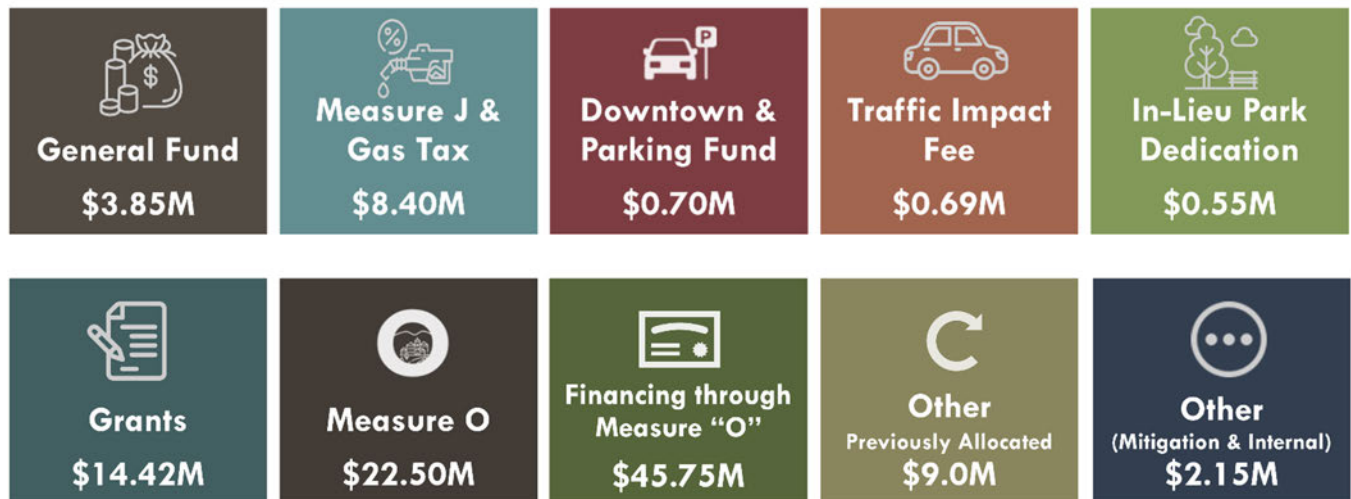 General Fund
$3.85M
%
Measure J &
Gas Tax
$8.40M
P
Downtown &
Parking Fund
$0.70M
Traffic Impact
Fee
$0.69M
In-Lieu Park
Dedication
$0.55M
$
Grants
$14.42M
O
Measure O
$22.50M
Financing through
Measure “O”
$45.75M
Other
Previously Allocated
$9.0M
Other
(Mitigation & Internal)
$2.15M